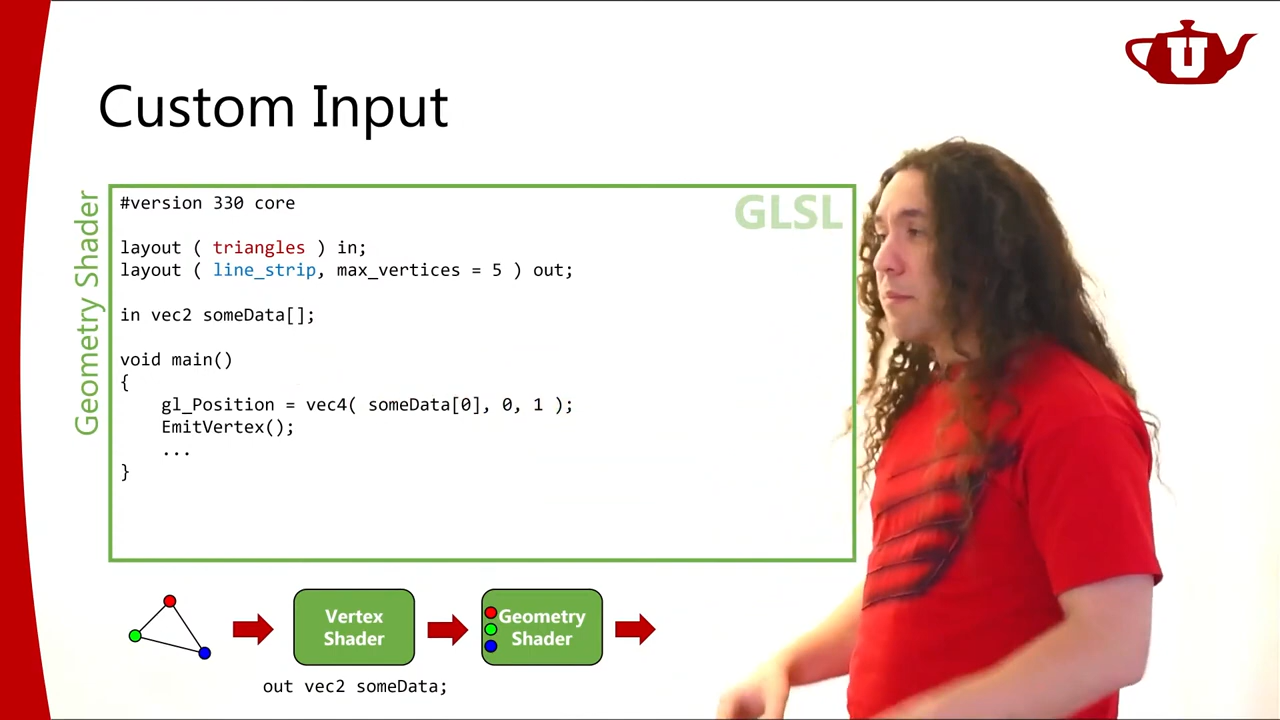 U
Custom Input
Geometry Shader
GLSL
#version 330 core
layout ( triangles ) in;
layout ( line_strip, max_vertices = 5 ) out;
in vec2 someData[];
void main()
{
gl_Position = vec4( someData[0], 0, 1 );
EmitVertex();
...
}
Vertex
Shader
Geometry
Shader
out vec2 someData;